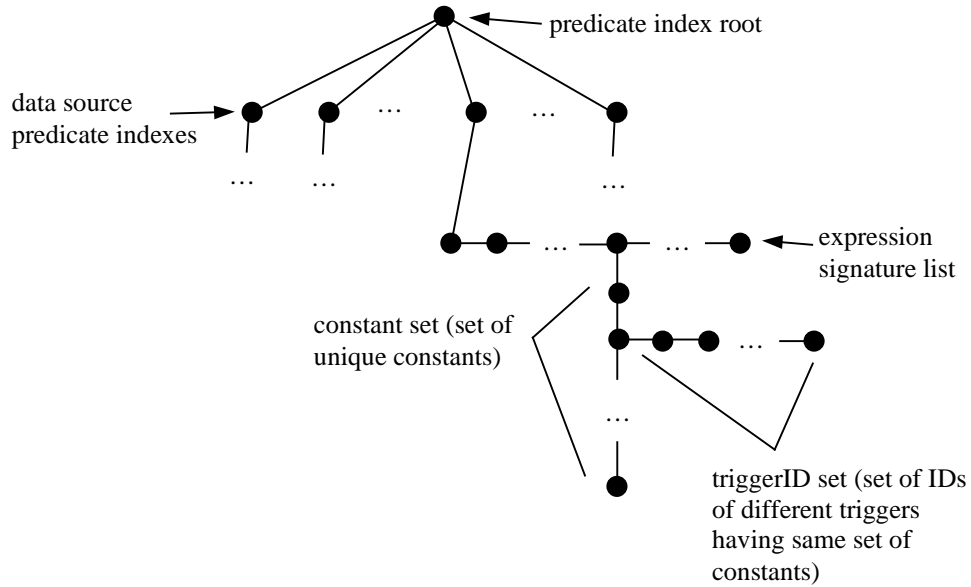 predicate index root
data source
predicate indexes
...
...
...
...
...
...
...
expression
signature list
constant set (set of
unique constants)
...
...
triggerID set (set of IDs
of different triggers
having same set of
constants)